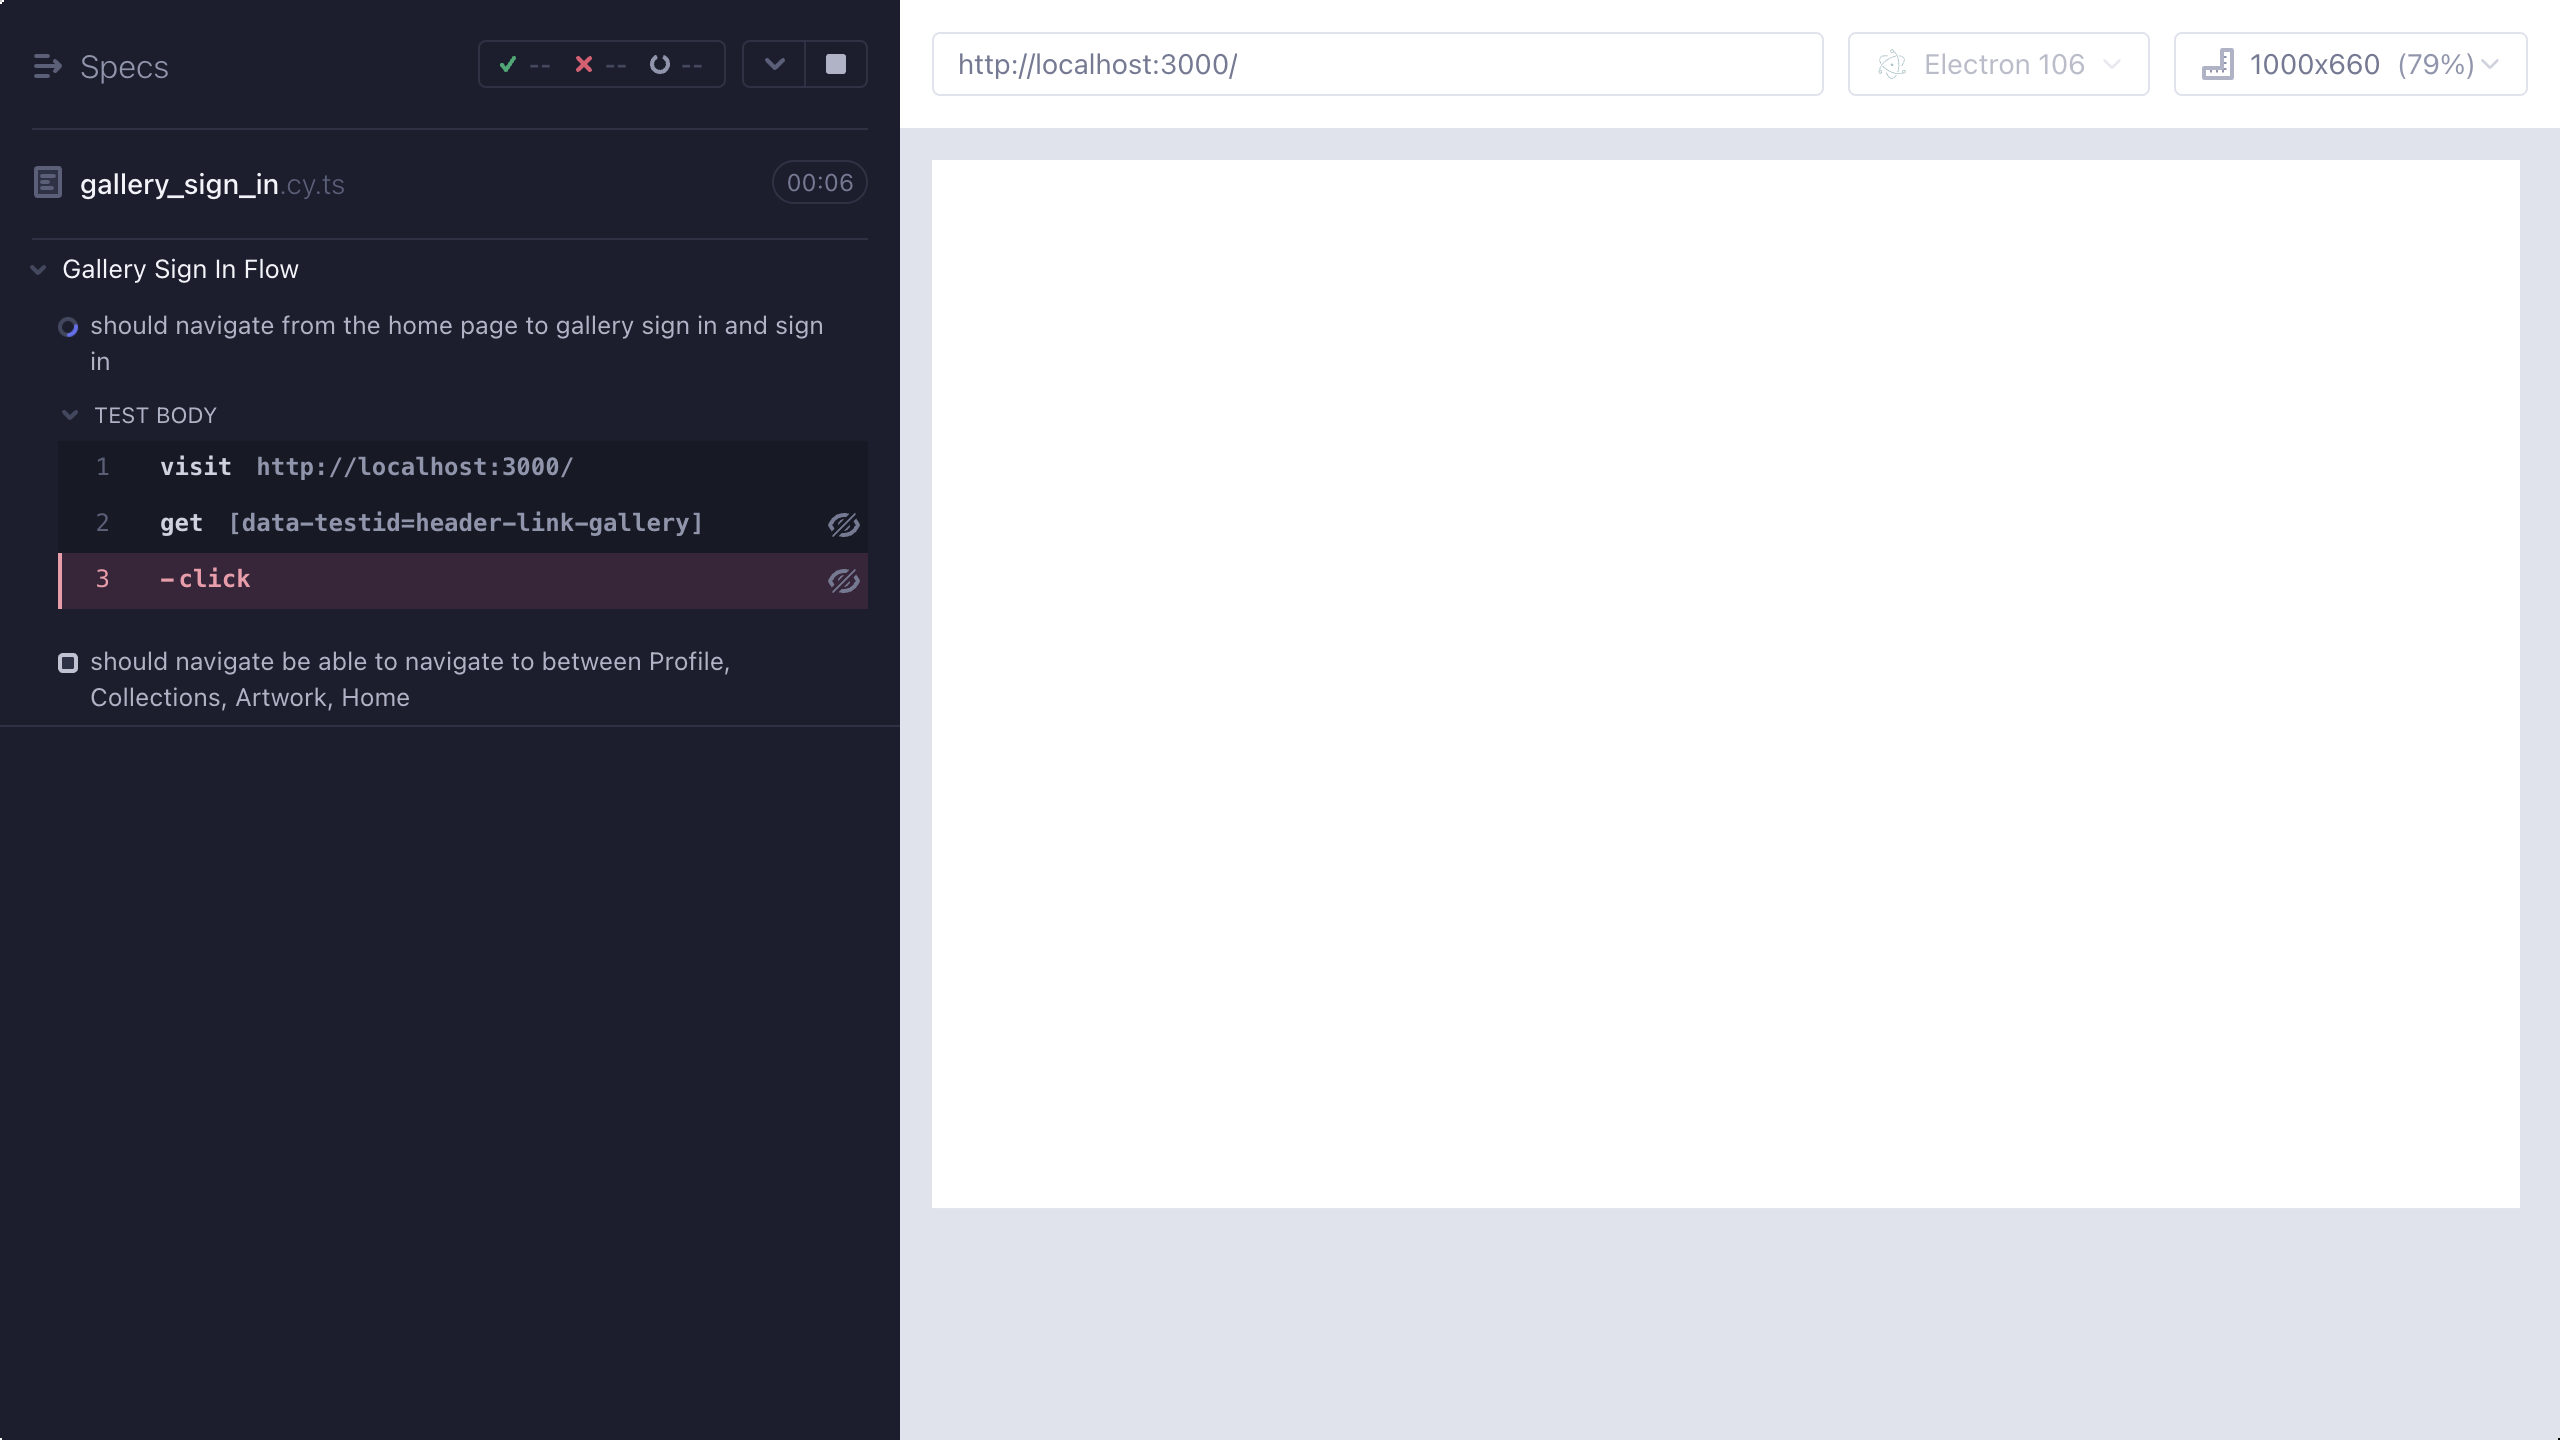 Specs
-- -- --
gallery_sign_in.cy.ts
00:06
Gallery Sign In Flow
should navigate from the home page to gallery sign in and sign
in
TEST BODY
1 visit http://localhost:3000/
2 get [data-testid=header-link-gallery]
3 -click
should navigate be able to navigate to between Profile,
Collections, Artwork, Home
http://localhost:3000/
Electron 106
1000x660 (79%)